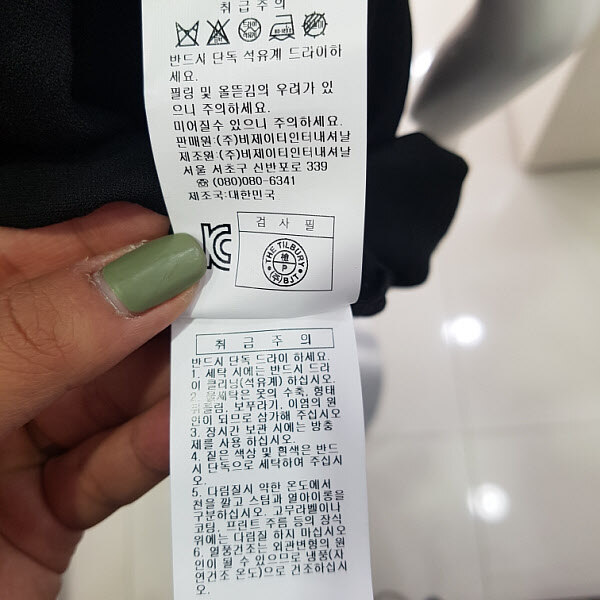 취 급 주 의
드라이
반드시 단독 석유계 드라이하
세요.
필링 및 올뜯김의 우려가 있
으니 주의하세요.
미어질수 있으니 주의하세요.
판매원:(주)비제이티인터내셔날
제조원:(주)비제이티인터내셔날
서울 서초구 신반포로 339
☎ (080)080-6341
제조국:대한민국
검 사 필
THE TILBURY
檢
P
(주)BJT
취 급 주 의
반드시 단독 드라이 하세요.
1. 세탁 시에는 반드시 드라
이 클리닝(석유계) 하십시오.
2. 물세탁은 옷의 수축, 형태
뒤틀림, 보푸라기, 이염의 원
인이 되므로 삼가해 주십시오
3. 장시간 보관 시에는 방충
제를 사용 하십시오.
4. 짙은 색상 및 흰색은 반드
시 단독으로 세탁하여 주십시
오.
5. 다림질시 약한 온도에서
천을 깔고 스팀과 열아이롱을
구분하십시오. 고무라벨이나
코팅, 프린트 주름 등의 장식
위에는 다림질 하지 마십시오
6. 열풍건조는 외관변형의 원
인이 될 수 있으므로 냉풍(자
연건조 온도)으로 건조하십시
오.